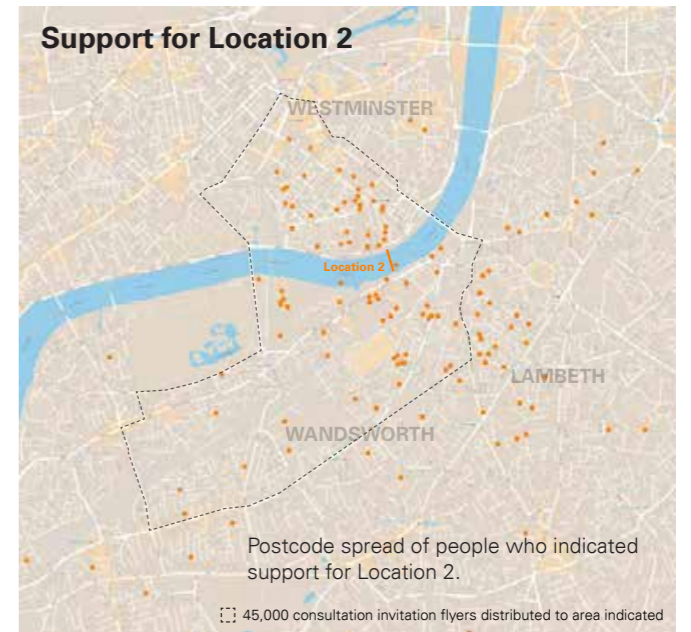 Support for Location 2
WESTMINSTER
Location 2
LAMBETH
WANDSWORTH
Postcode spread of people who indicated
support for Location 2.
45,000 consultation invitation flyers distributed to area indicated